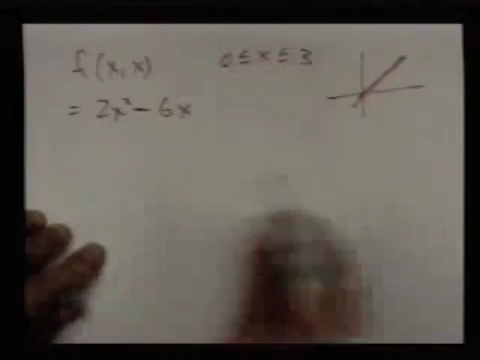 f(x,x) 0 ≤ x ≤ 3
= 2x² - 6x